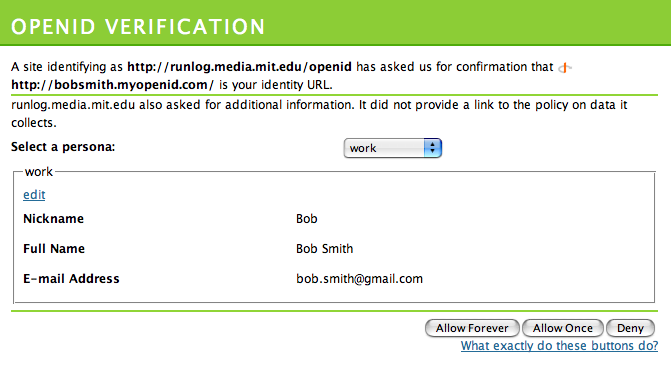 OPENID VERIFICATION
A site identifying as http://runlog.media.mit.edu/openid has asked us for confirmation that
http://bobsmith.myopenid.com/ is your identity URL.
runlog.media.mit.edu also asked for additional information. It did not provide a link to the policy on data it
collects.
Select a persona: work
work
edit
Nickname Bob
Full Name Bob Smith
E-mail Address bob.smith@gmail.com
Allow Forever Allow Once Deny
What exactly do these buttons do?